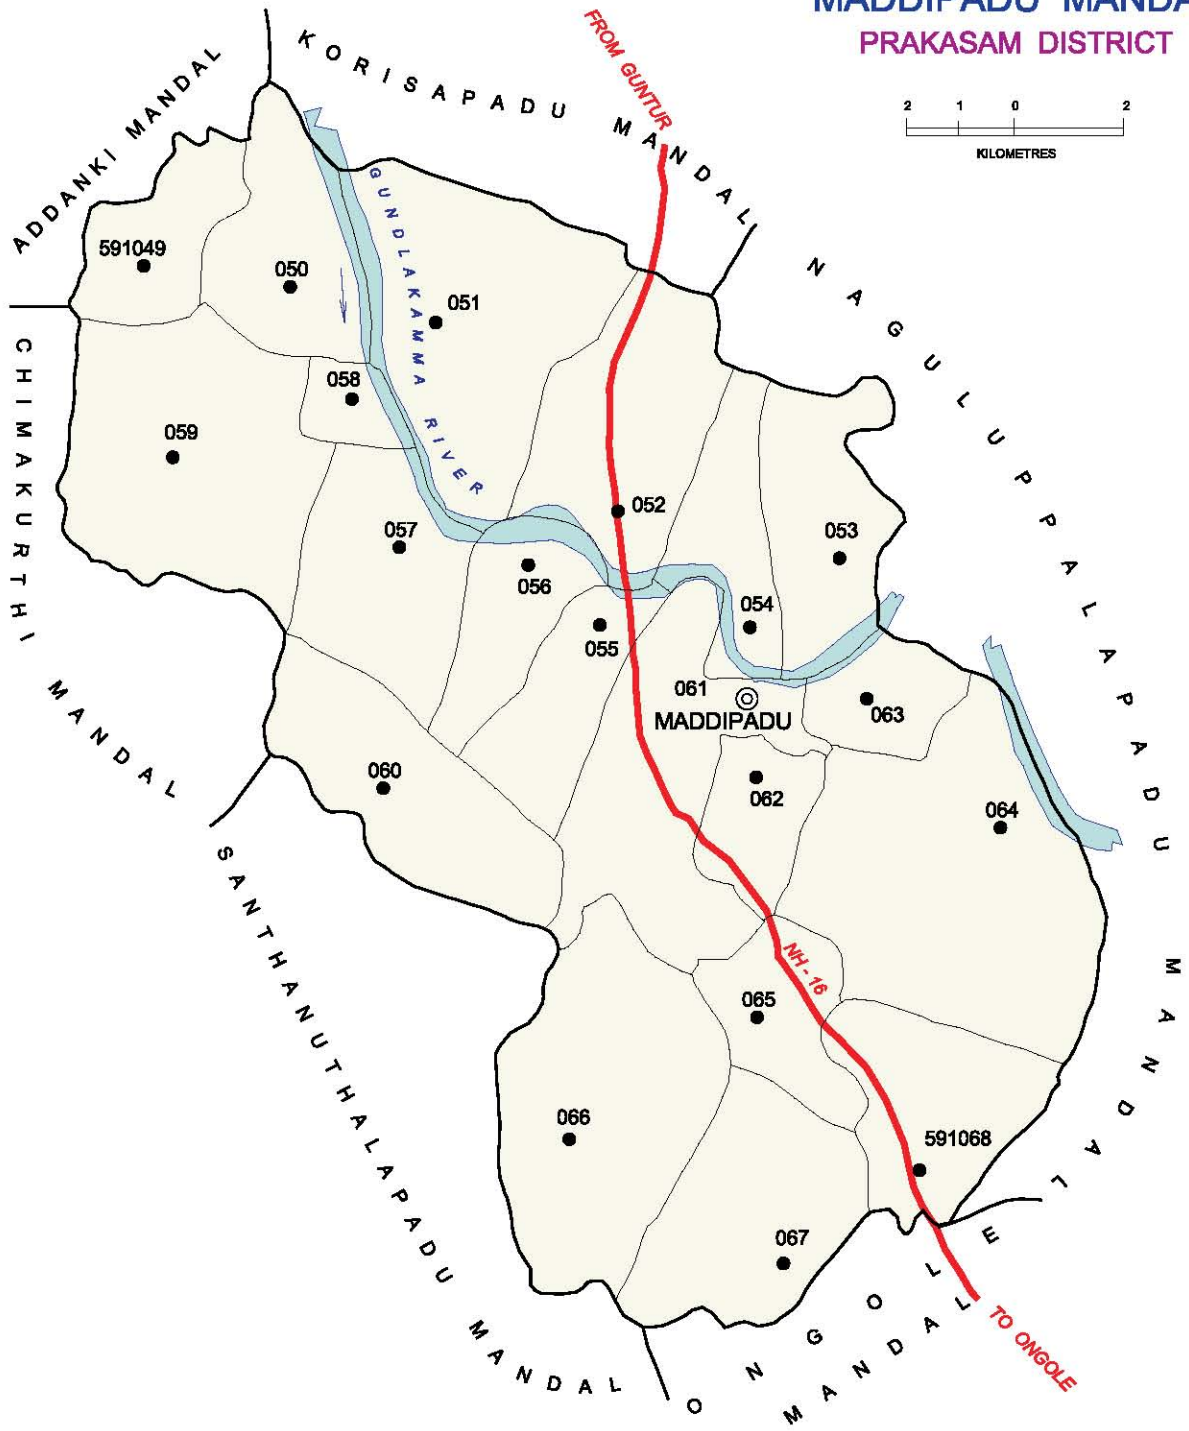 MADDIPADU MANDA
PRAKASAM DISTRICT
2 1 0 2
KILOMETRES
FROM GUNTUR
KORISAPADU MANDAL
ADDANKI MANDAL
NAGULUPPALAPADU MANDAL
CHIMAKURTHI MANDAL
SANTHANUTHALAPADU MANDAL
ONGOLE
MANDAL
GUNDLAKAMMA RIVER
591049
050
051
058
059
052
057
053
056
054
055
061
MADDIPADU
063
060
062
064
NH - 16
065
066
591068
067
TO ONGOLE